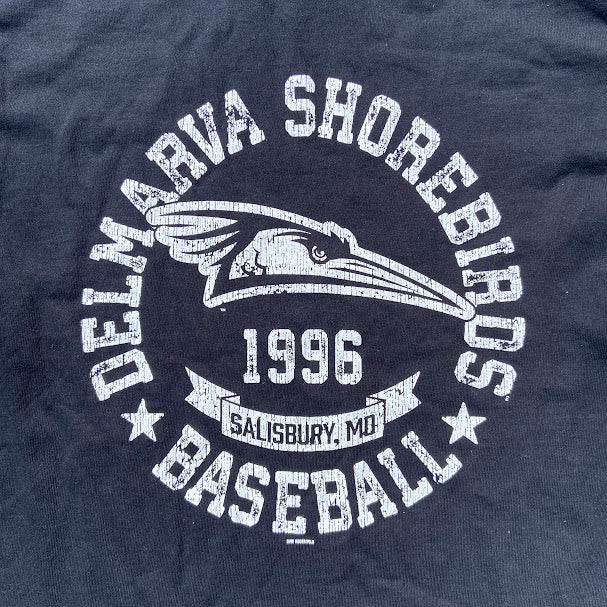 DELMARVA SHOREBIRDS
1996
SALISBURY, MD
BASEBALL